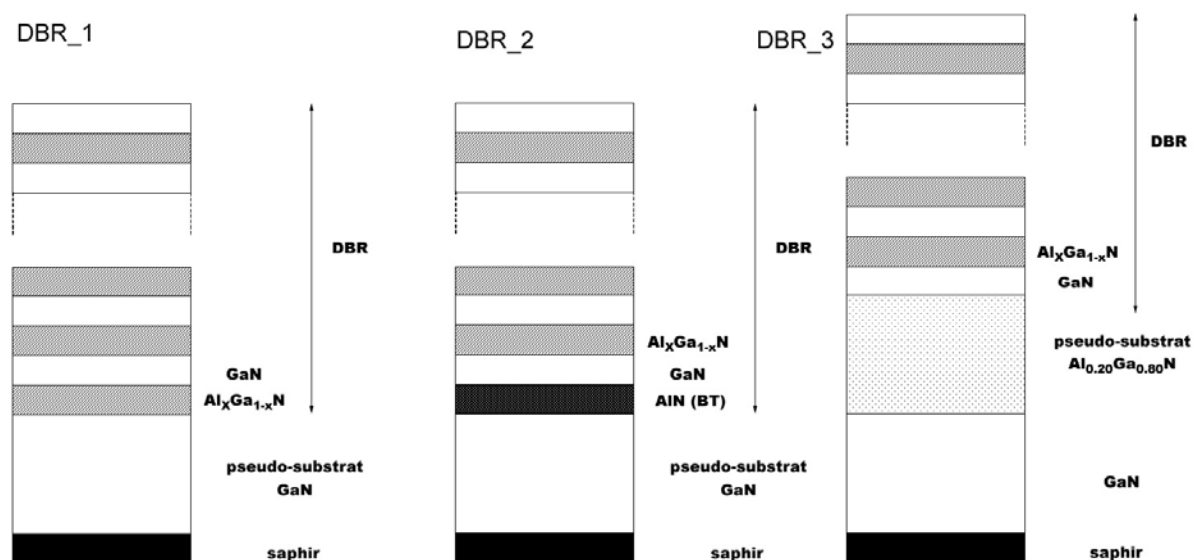 DBR_1
DBR
GaN
AlXGa1-xN
pseudo-substrat
GaN
saphir
DBR_2
DBR
AlXGa1-xN
GaN
AlN (BT)
pseudo-substrat
GaN
saphir
DBR_3
DBR
AlXGa1-xN
GaN
pseudo-substrat
Al0.20Ga0.80N
GaN
saphir